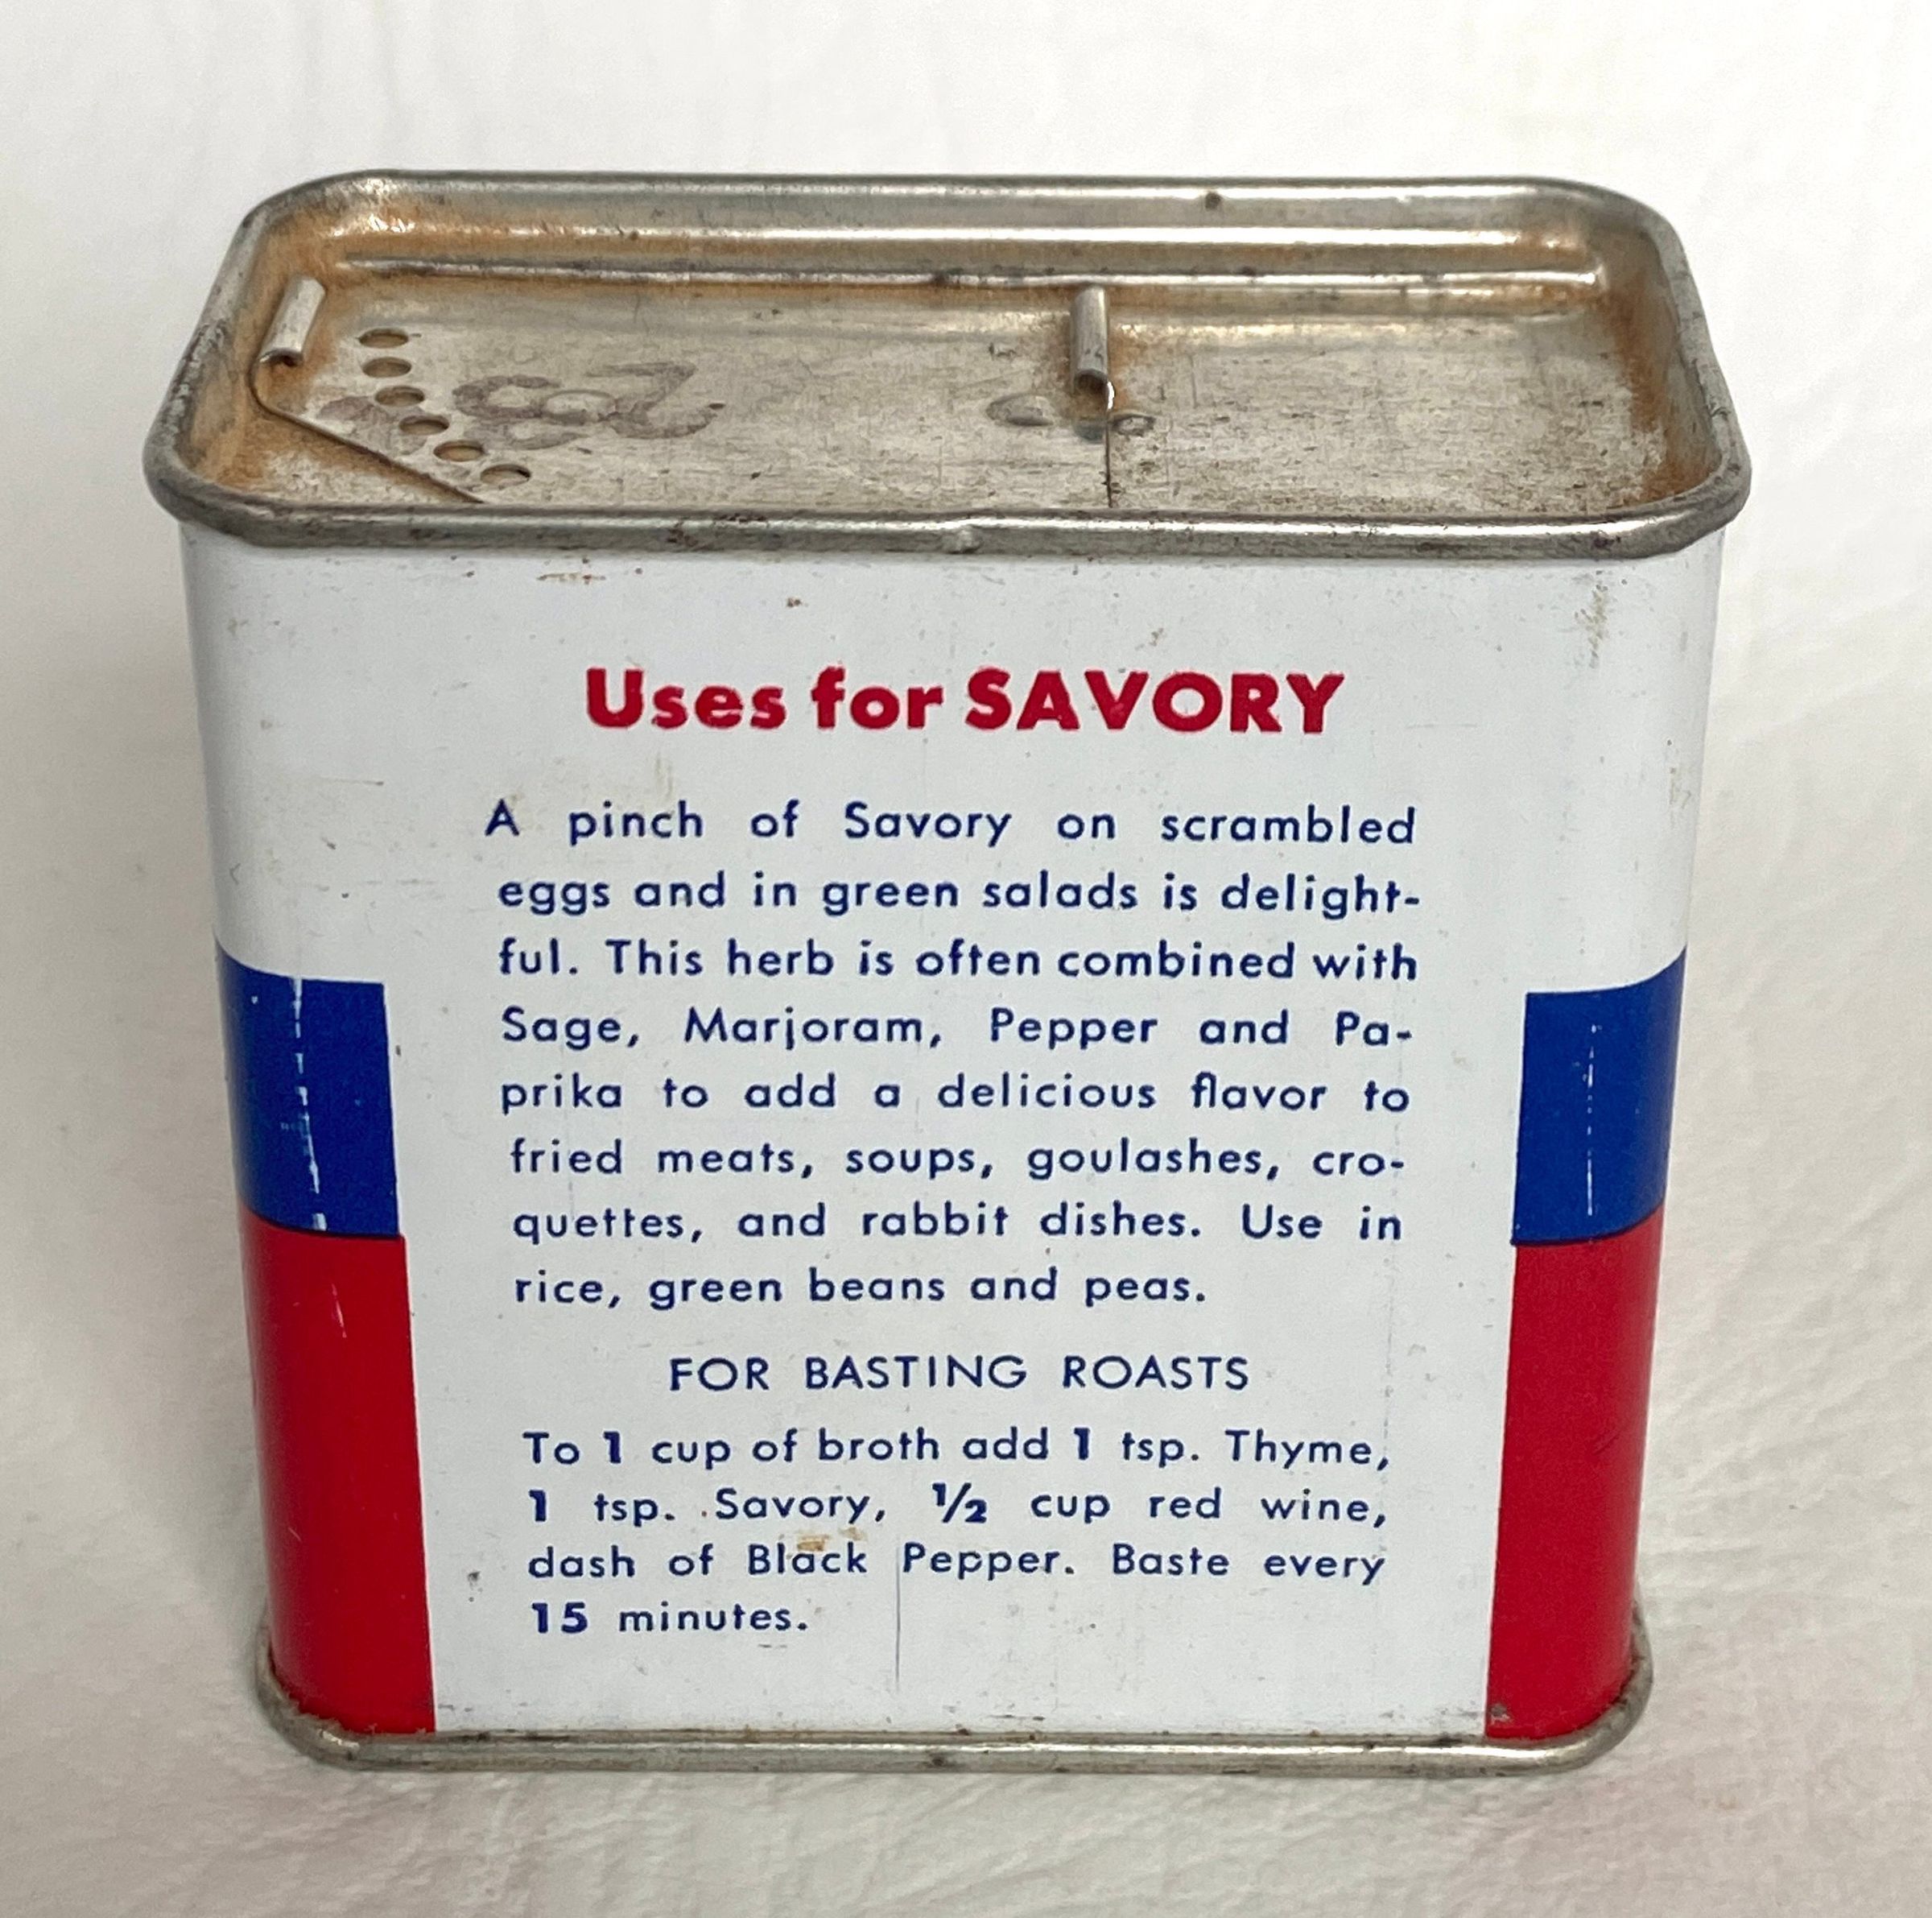 Uses for SAVORY
A pinch of Savory on scrambled
eggs and in green salads is delight-
ful. This herb is often combined with
Sage, Marjoram, Pepper and Pa-
prika to add a delicious flavor to
fried meats, soups, goulashes, cro-
quettes, and rabbit dishes. Use in
rice, green beans and peas.
FOR BASTING ROASTS
To 1 cup of broth add 1 tsp. Thyme,
1 tsp. Savory, ½ cup red wine,
dash of Black Pepper. Baste every
15 minutes.